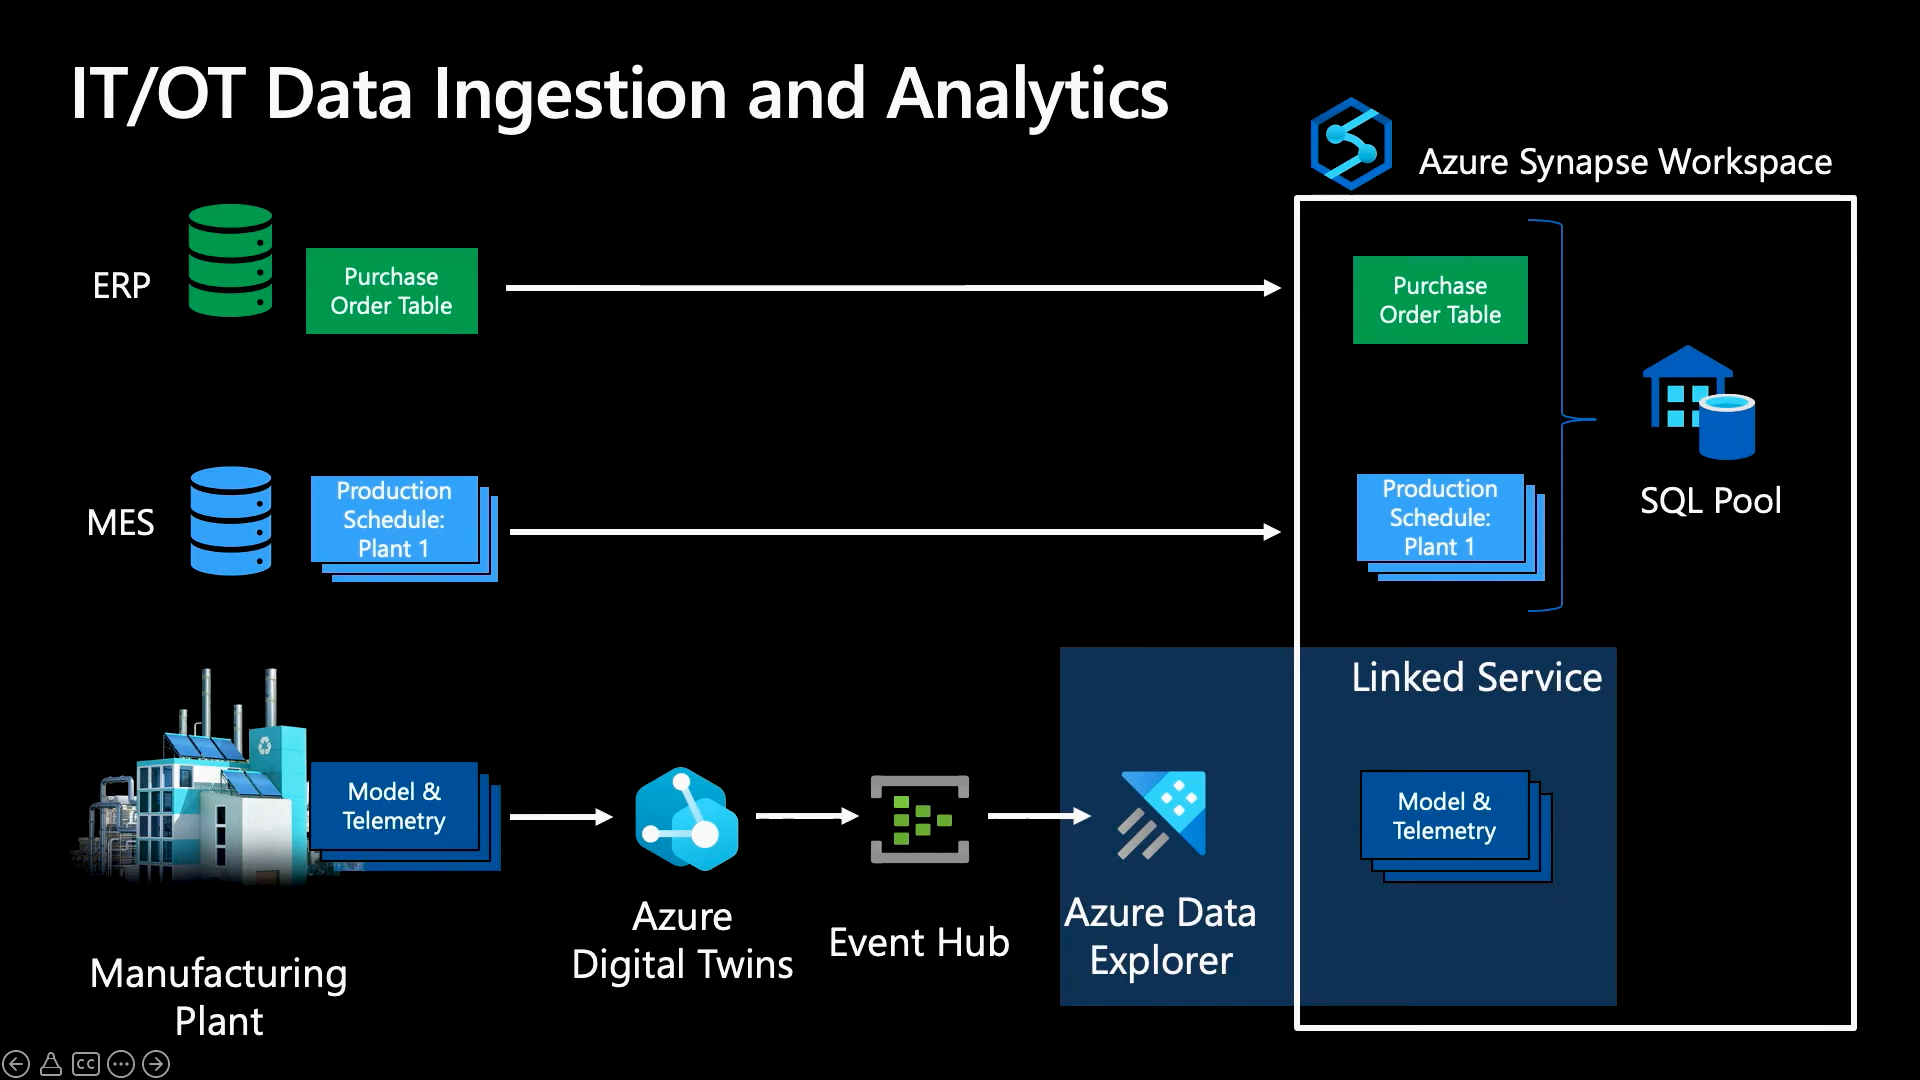 IT/OT Data Ingestion and Analytics
Azure Synapse Workspace
ERP
Purchase
Order Table
Purchase
Order Table
MES
Production
Schedule:
Plant 1
Production
Schedule:
Plant 1
SQL Pool
Linked Service
Model &
Telemetry
Model &
Telemetry
Manufacturing
Plant
Azure
Digital Twins
Event Hub
Azure Data
Explorer
CC